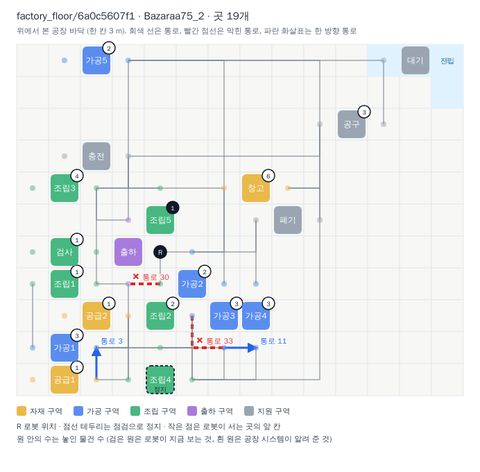 factory_floor/6a0c5607f1 · Bazaraa75_2 · 곳 19개
위에서 본 공장 바닥 (한 칸 3 m). 회색 선은 통로, 빨간 점선은 막힌 통로, 파란 화살표는 한 방향 통로
가공5 2 대기 전립
공구 3
충전
조립3 4 창고 6
조립5 1 폐기
검사 1 출하 R
조립1 1 통로 30 가공2 2
공급2 1 조립2 2 가공3 3 가공4 3
가공1 3 통로 3 통로 33 통로 11
공급1 1 조립4
정지
자재 구역 가공 구역 조립 구역 출하 구역 지원 구역
R 로봇 위치 · 점선 테두리는 점검으로 정지 · 작은 점은 로봇이 서는 곳의 앞 칸
원 안의 수는 놓인 물건 수 (검은 원은 로봇이 지금 보는 것, 흰 원은 공장 시스템이 알려 준 것)